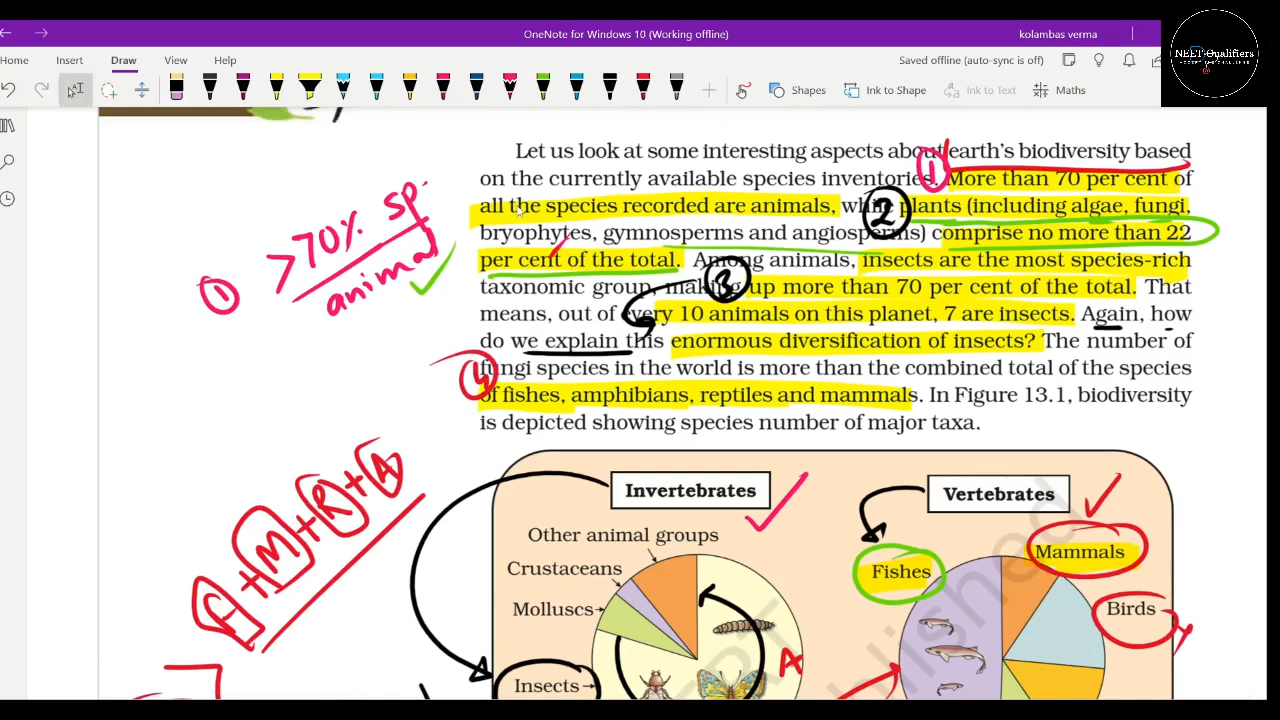 OneNote for Windows 10 (Working offline)
kolambas verma
NEET Qualifiers
Home Insert Draw View Help
Saved offline (auto-sync is off)
Shapes Ink to Shape Ink to Text Maths
Let us look at some interesting aspects about earth's biodiversity based
on the currently available species inventories. More than 70 per cent of
all the species recorded are animals, while plants (including algae, fungi,
bryophytes, gymnosperms and angiosperms) comprise no more than 22
per cent of the total. Among animals, insects are the most species-rich
taxonomic group, making up more than 70 per cent of the total. That
means, out of every 10 animals on this planet, 7 are insects. Again, how
do we explain this enormous diversification of insects? The number of
fungi species in the world is more than the combined total of the species
of fishes, amphibians, reptiles and mammals. In Figure 13.1, biodiversity
is depicted showing species number of major taxa.
① >70% sp.
animal
①
②
③
④
F + M + R + A
>
Invertebrates
Other animal groups
Crustaceans
Molluscs
Insects
A
Vertebrates
Mammals
Fishes
Birds